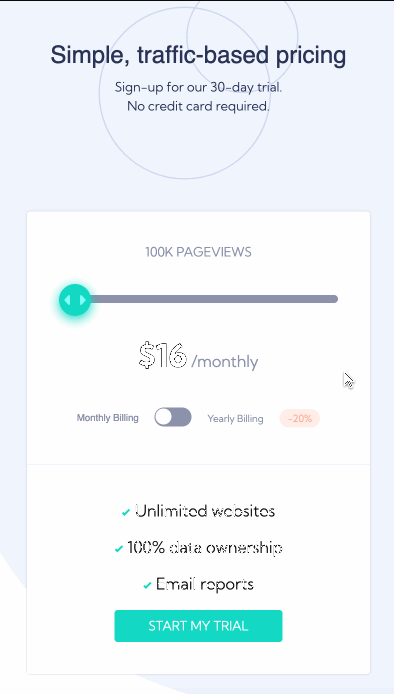 Simple, traffic-based pricing
Sign-up for our 30-day trial.
No credit card required.
100K PAGEVIEWS
$16 /monthly
Monthly Billing Yearly Billing -20%
Unlimited websites
100% data ownership
Email reports
START MY TRIAL